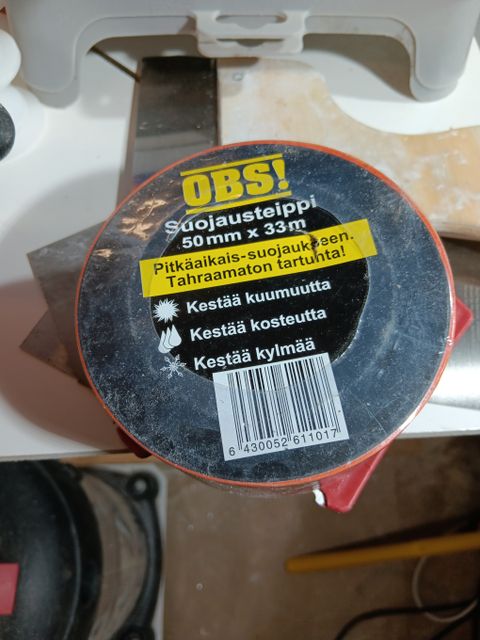 OBS!
Suojausteippi
50 mm x 33 m
Pitkäaikais-suojaukseen.
Tahraamaton tartunta!
Kestää kuumuutta
Kestää kosteutta
Kestää kylmää
6 430052 611017